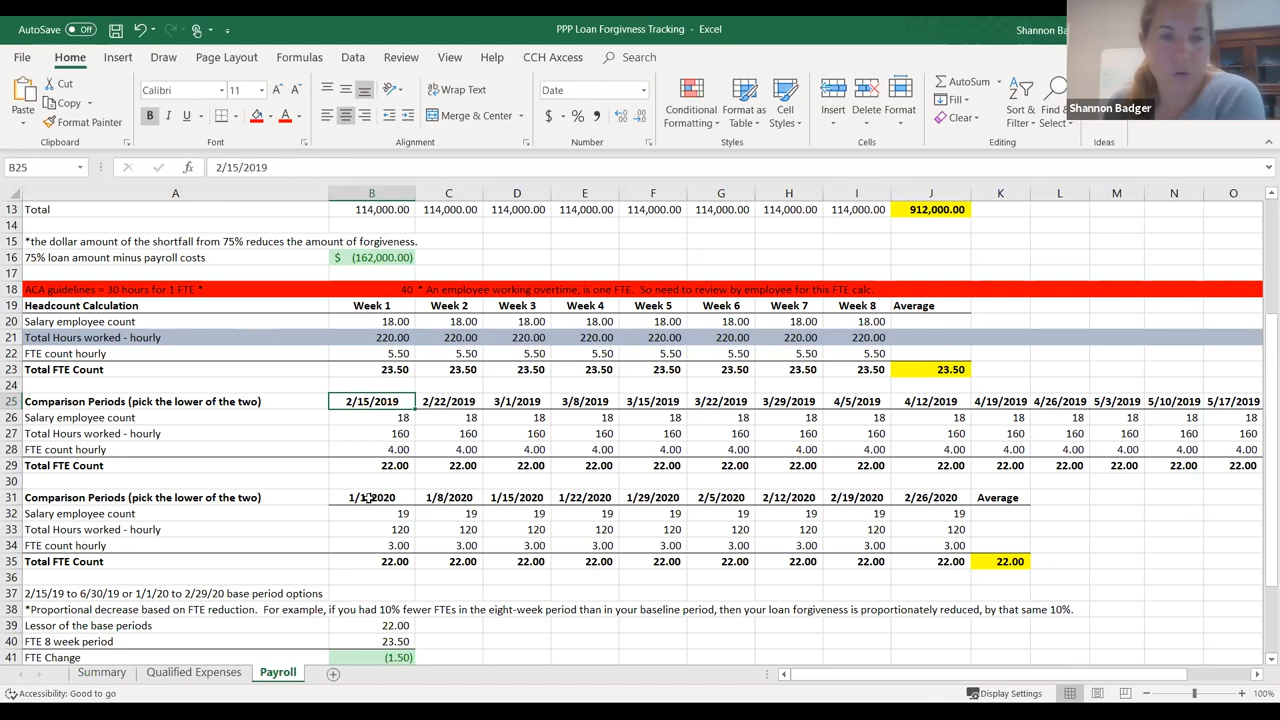 AutoSave Off PPP Loan Forgivness Tracking - Excel Shannon Ba
File Home Insert Draw Page Layout Formulas Data Review View Help CCH Axcess Search
Shannon Badger
Paste Cut Copy Format Painter Clipboard
Calibri 11 B I U Font
Wrap Text Merge & Center Alignment
Date $ % Number
Conditional Formatting Format as Table Cell Styles Styles
Insert Delete Format Cells
AutoSum Fill Clear Sort & Filter Find & Select Ideas
B25 fx 2/15/2019
A B C D E F G H I J K L M N O
13 Total 114,000.00 114,000.00 114,000.00 114,000.00 114,000.00 114,000.00 114,000.00 114,000.00 912,000.00
14
15 *the dollar amount of the shortfall from 75% reduces the amount of forgiveness.
16 75% loan amount minus payroll costs $ (162,000.00)
17
18 ACA guidelines = 30 hours for 1 FTE * 40 * An employee working overtime, is one FTE. So need to review by employee for this FTE calc.
19 Headcount Calculation Week 1 Week 2 Week 3 Week 4 Week 5 Week 6 Week 7 Week 8 Average
20 Salary employee count 18.00 18.00 18.00 18.00 18.00 18.00 18.00 18.00
21 Total Hours worked - hourly 220.00 220.00 220.00 220.00 220.00 220.00 220.00 220.00
22 FTE count hourly 5.50 5.50 5.50 5.50 5.50 5.50 5.50 5.50
23 Total FTE Count 23.50 23.50 23.50 23.50 23.50 23.50 23.50 23.50 23.50
24
25 Comparison Periods (pick the lower of the two) 2/15/2019 2/22/2019 3/1/2019 3/8/2019 3/15/2019 3/22/2019 3/29/2019 4/5/2019 4/12/2019 4/19/2019 4/26/2019 5/3/2019 5/10/2019 5/17/2019
26 Salary employee count 18 18 18 18 18 18 18 18 18 18 18 18 18 18
27 Total Hours worked - hourly 160 160 160 160 160 160 160 160 160 160 160 160 160 160
28 FTE count hourly 4.00 4.00 4.00 4.00 4.00 4.00 4.00 4.00 4.00 4.00 4.00 4.00 4.00 4.00
29 Total FTE Count 22.00 22.00 22.00 22.00 22.00 22.00 22.00 22.00 22.00 22.00 22.00 22.00 22.00 22.00
30
31 Comparison Periods (pick the lower of the two) 1/1/2020 1/8/2020 1/15/2020 1/22/2020 1/29/2020 2/5/2020 2/12/2020 2/19/2020 2/26/2020 Average
32 Salary employee count 19 19 19 19 19 19 19 19 19
33 Total Hours worked - hourly 120 120 120 120 120 120 120 120 120
34 FTE count hourly 3.00 3.00 3.00 3.00 3.00 3.00 3.00 3.00 3.00
35 Total FTE Count 22.00 22.00 22.00 22.00 22.00 22.00 22.00 22.00 22.00 22.00
36
37 2/15/19 to 6/30/19 or 1/1/20 to 2/29/20 base period options
38 *Proportional decrease based on FTE reduction. For example, if you had 10% fewer FTEs in the eight-week period than in your baseline period, then your loan forgiveness is proportionately reduced, by that same 10%.
39 Lessor of the base periods 22.00
40 FTE 8 week period 23.50
41 FTE Change (1.50)
Summary Qualified Expenses Payroll
Accessibility: Good to go Display Settings 100%